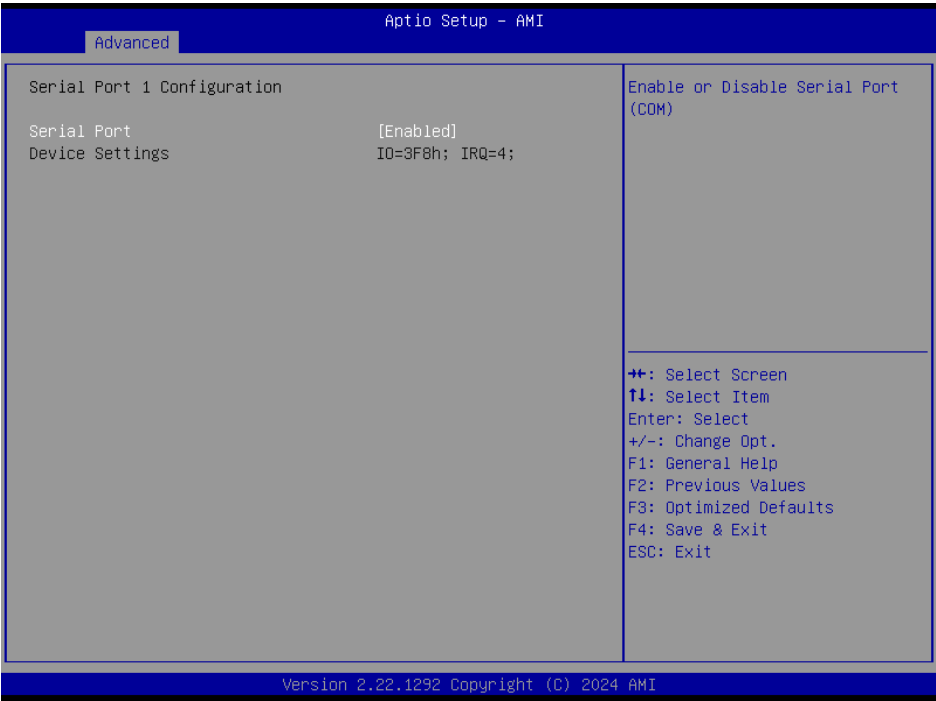 Aptio Setup - AMI
Advanced
Serial Port 1 Configuration
Serial Port [Enabled]
Device Settings IO=3F8h; IRQ=4;
Enable or Disable Serial Port
(COM)
→←: Select Screen
↑↓: Select Item
Enter: Select
+/-: Change Opt.
F1: General Help
F2: Previous Values
F3: Optimized Defaults
F4: Save & Exit
ESC: Exit
Version 2.22.1292 Copyright (C) 2024 AMI